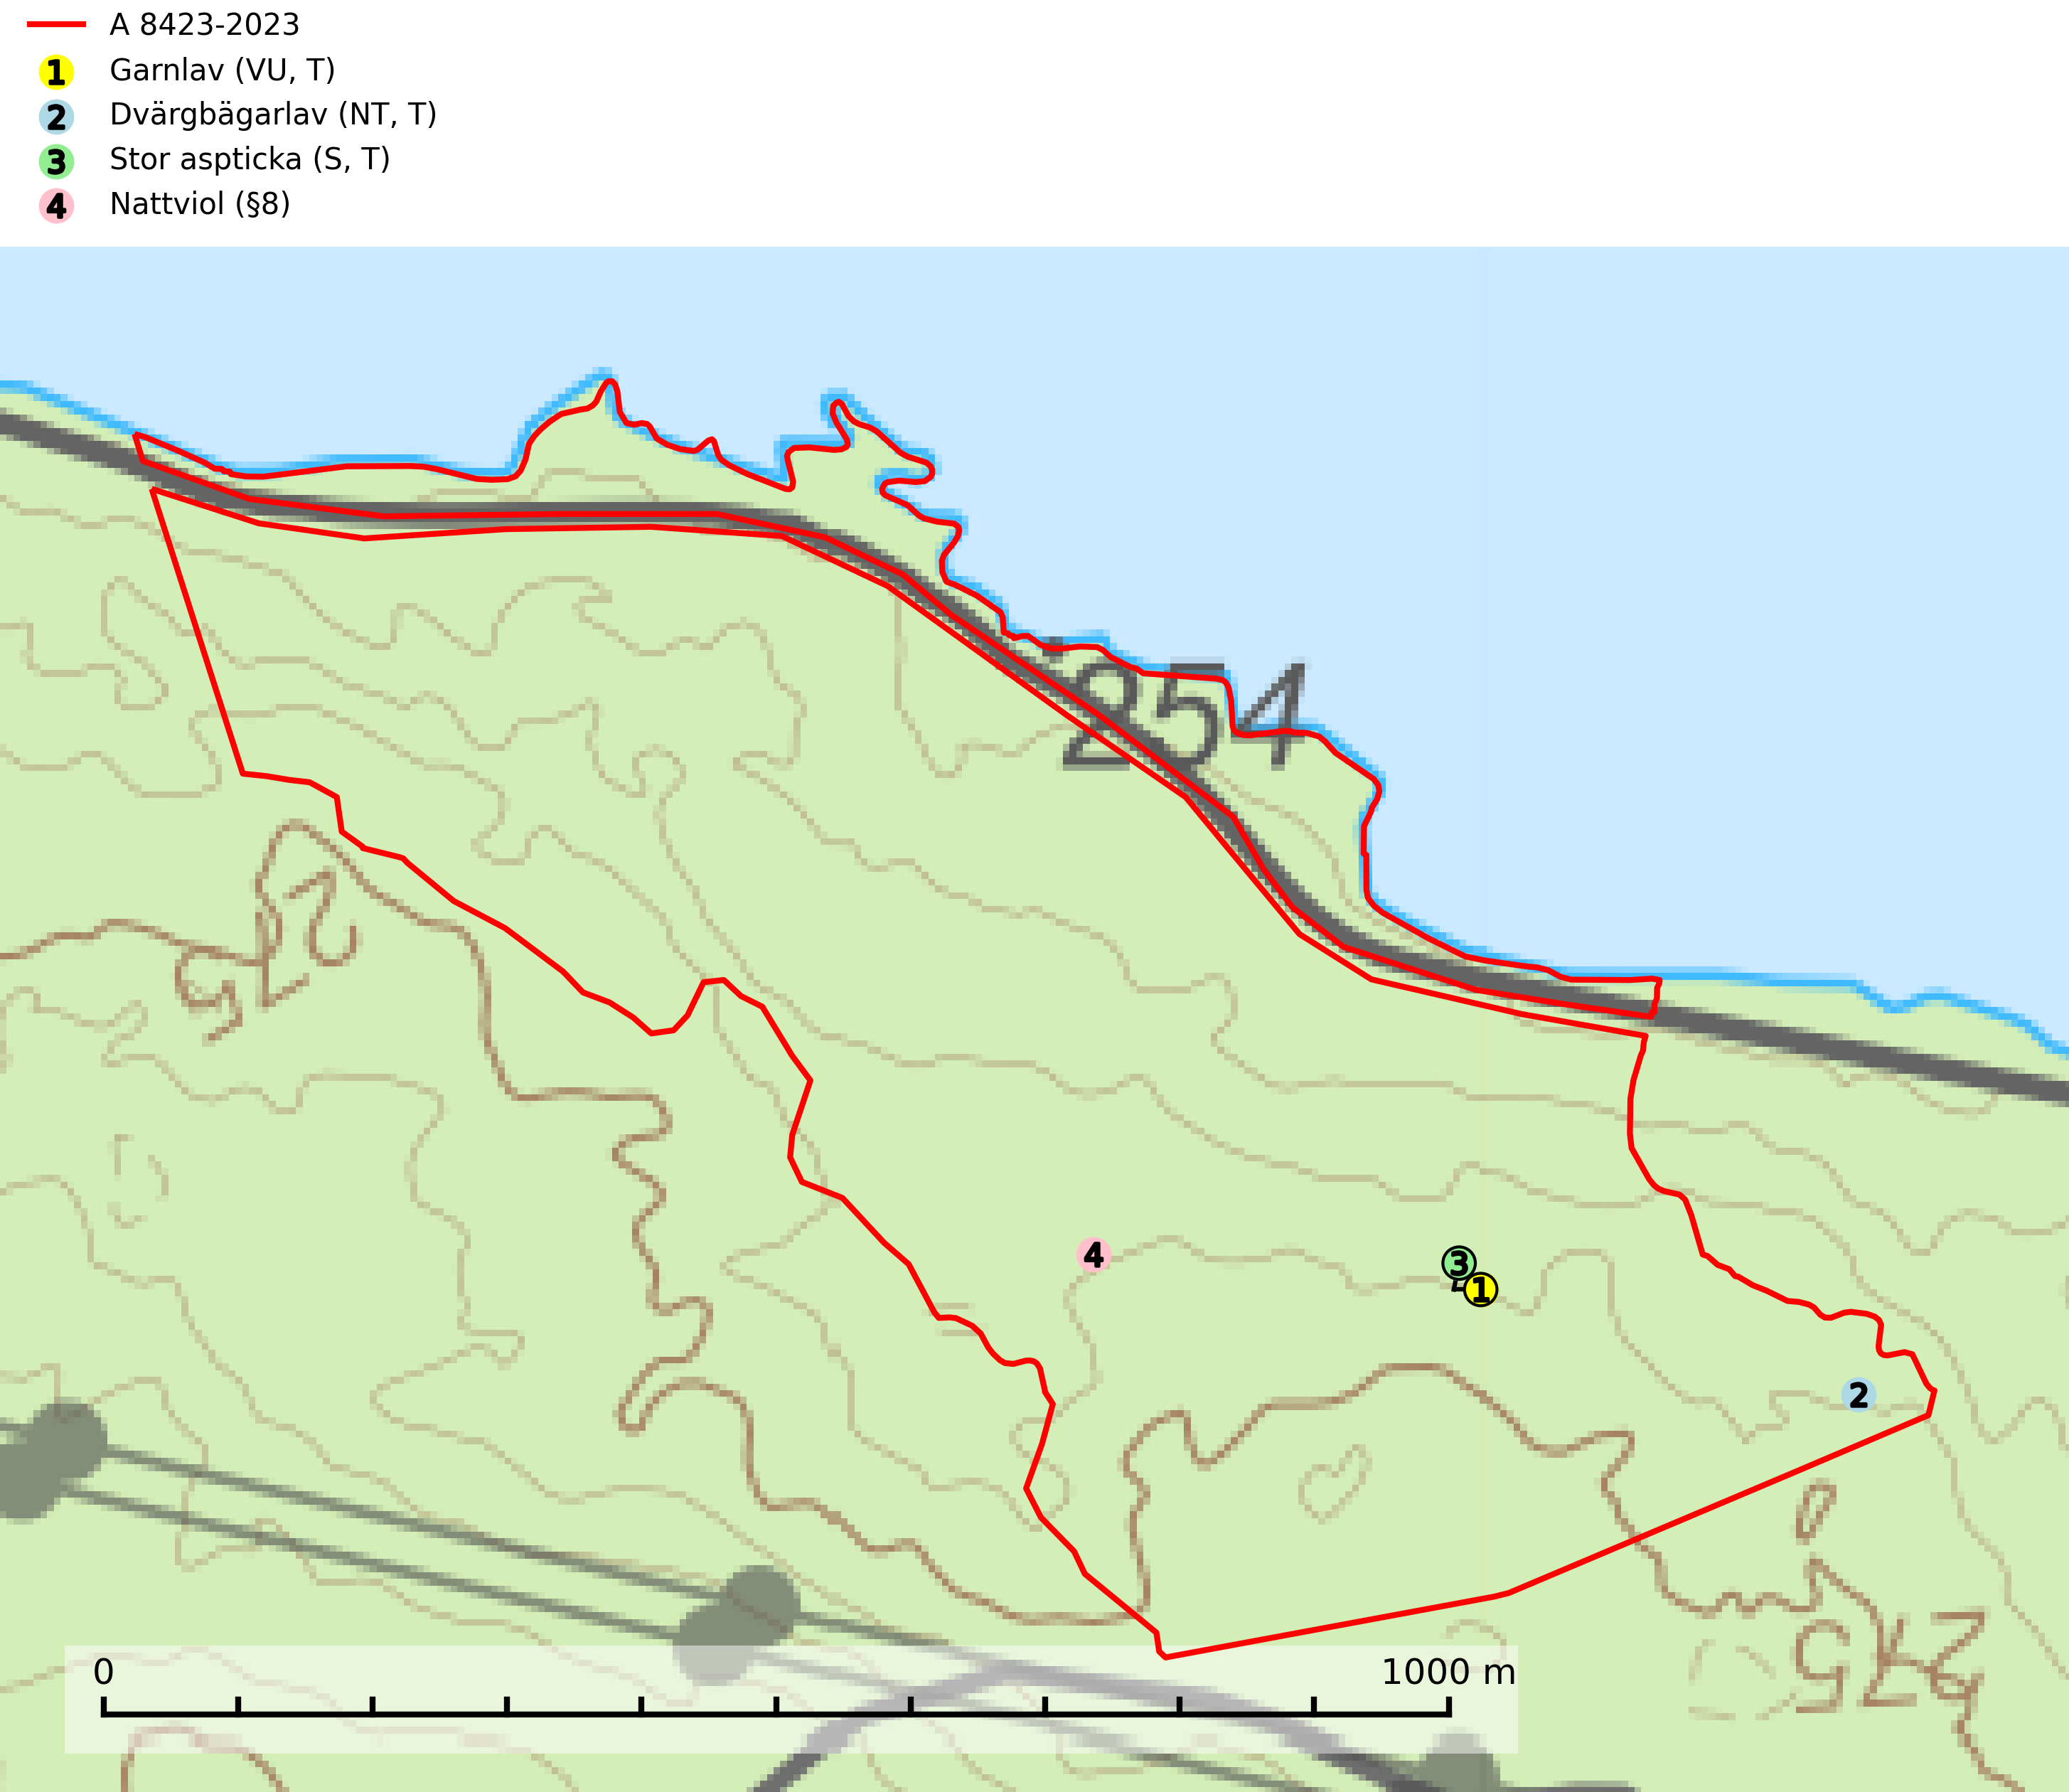 A 8423-2023
1 Garnlav (VU, T)
2 Dvärgbägarlav (NT, T)
3 Stor aspticka (S, T)
4 Nattviol (§8)
254
4
3
1
2
275
0 1000 m